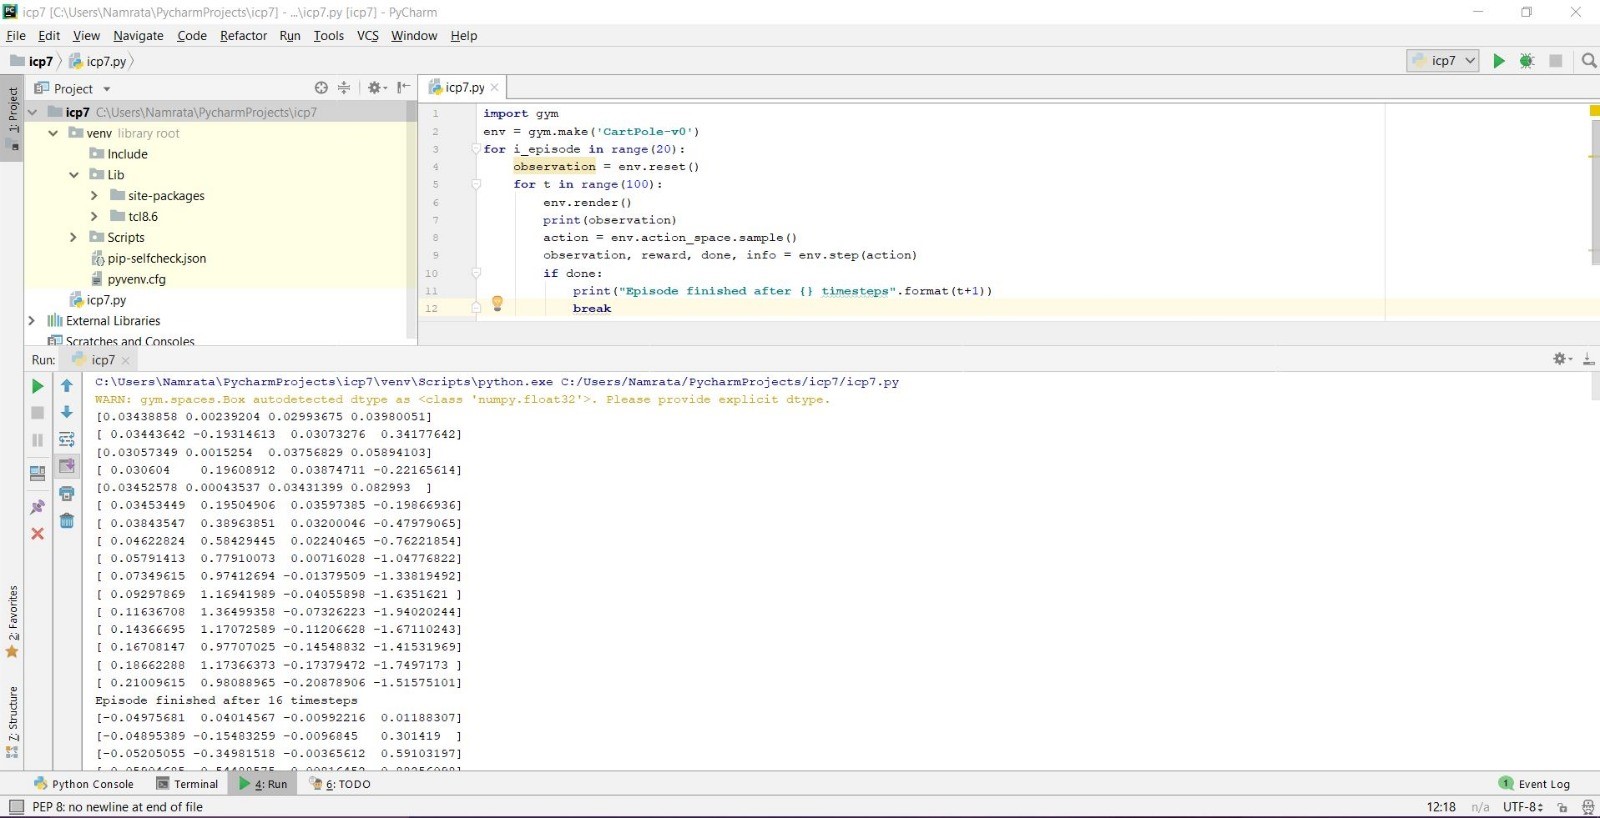 icp7 [C:\Users\Namrata\PycharmProjects\icp7] - ...\icp7.py [icp7] - PyCharm
File Edit View Navigate Code Refactor Run Tools VCS Window Help
icp7 icp7.py
icp7
1: Project
Project
icp7 C:\Users\Namrata\PycharmProjects\icp7
venv library root
Include
Lib
site-packages
tcl8.6
Scripts
pip-selfcheck.json
pyvenv.cfg
icp7.py
External Libraries
Scratches and Consoles
icp7.py
1 import gym
2 env = gym.make('CartPole-v0')
3 for i_episode in range(20):
4 observation = env.reset()
5 for t in range(100):
6 env.render()
7 print(observation)
8 action = env.action_space.sample()
9 observation, reward, done, info = env.step(action)
10 if done:
11 print("Episode finished after {} timesteps".format(t+1))
12 break
Run: icp7
C:\Users\Namrata\PycharmProjects\icp7\venv\Scripts\python.exe C:/Users/Namrata/PycharmProjects/icp7/icp7.py
WARN: gym.spaces.Box autodetected dtype as <class 'numpy.float32'>. Please provide explicit dtype.
[0.03438858 0.00239204 0.02993675 0.03980051]
[ 0.03443642 -0.19314613  0.03073276  0.34177642]
[0.03057349 0.0015254  0.03756829 0.05894103]
[ 0.030604    0.19608912  0.03874711 -0.22165614]
[0.03452578 0.00043537 0.03431399 0.082993  ]
[ 0.03453449  0.19504906  0.03597385 -0.19866936]
[ 0.03843547  0.38963851  0.03200046 -0.47979065]
[ 0.04622824  0.58429445  0.02240465 -0.76221854]
[ 0.05791413  0.77910073  0.00716028 -1.04776822]
[ 0.07349615  0.97412694 -0.01379509 -1.33819492]
[ 0.09297869  1.16941989 -0.04055898 -1.6351621 ]
[ 0.11636708  1.36499358 -0.07326223 -1.94020244]
[ 0.14366695  1.17072589 -0.11206628 -1.67110243]
[ 0.16708147  0.97707025 -0.14548832 -1.41531969]
[ 0.18662288  1.17366373 -0.17379472 -1.7497173 ]
[ 0.21009615  0.98088965 -0.20878906 -1.51575101]
Episode finished after 16 timesteps
[-0.04975681  0.04014567 -0.00992216  0.01188307]
[-0.04895389 -0.15483259 -0.0096845   0.301419  ]
[-0.05205055 -0.34981518 -0.00365612  0.59103197]
2: Favorites
7: Structure
Python Console Terminal 4: Run 6: TODO 1 Event Log
PEP 8: no newline at end of file 12:18 n/a UTF-8